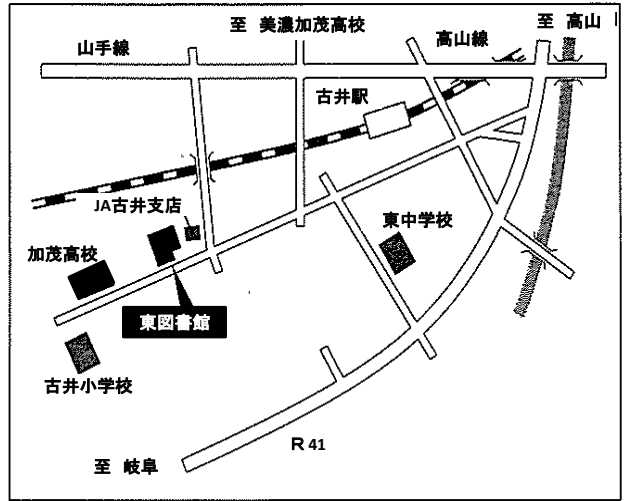 至 美濃加茂高校
至 高山
山手線
高山線
古井駅
JA古井支店
加茂高校
東中学校
東図書館
古井小学校
R 41
至 岐阜